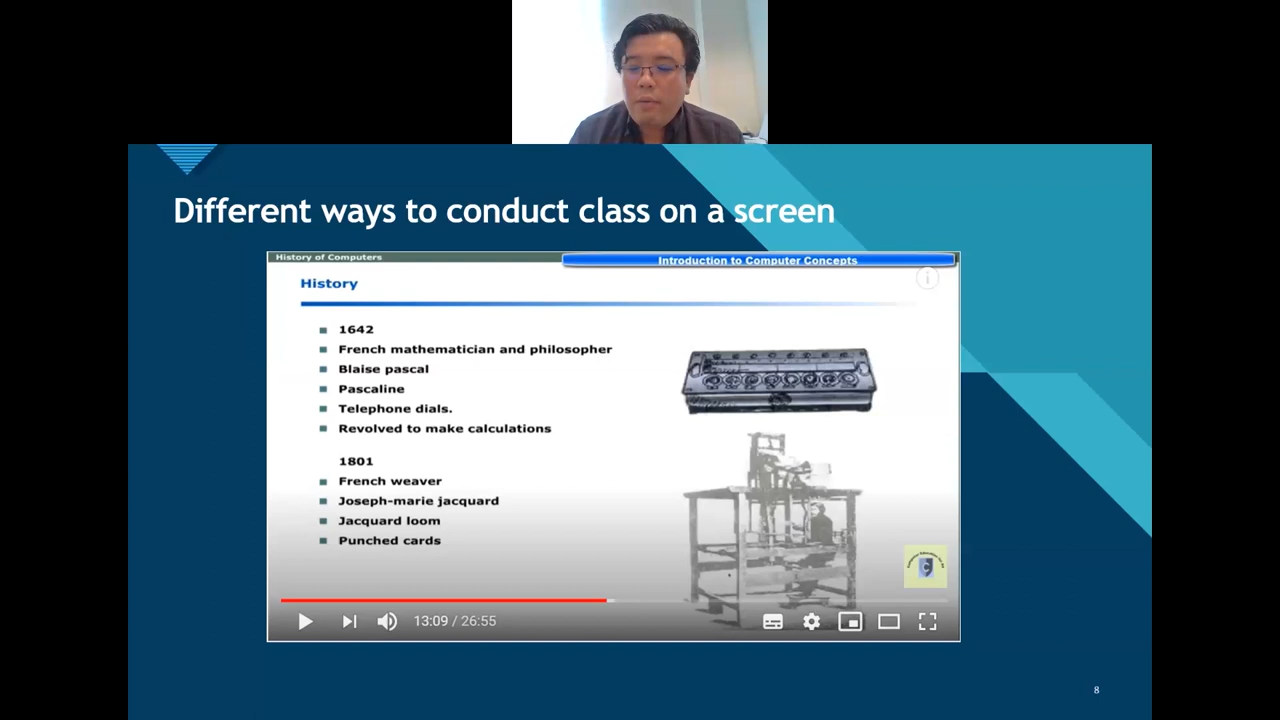 Different ways to conduct class on a screen
History of Computers
Introduction to Computer Concepts
History
1642
French mathematician and philosopher
Blaise pascal
Pascaline
Telephone dials.
Revolved to make calculations
1801
French weaver
Joseph-marie jacquard
Jacquard loom
Punched cards
13:09 / 26:55
8